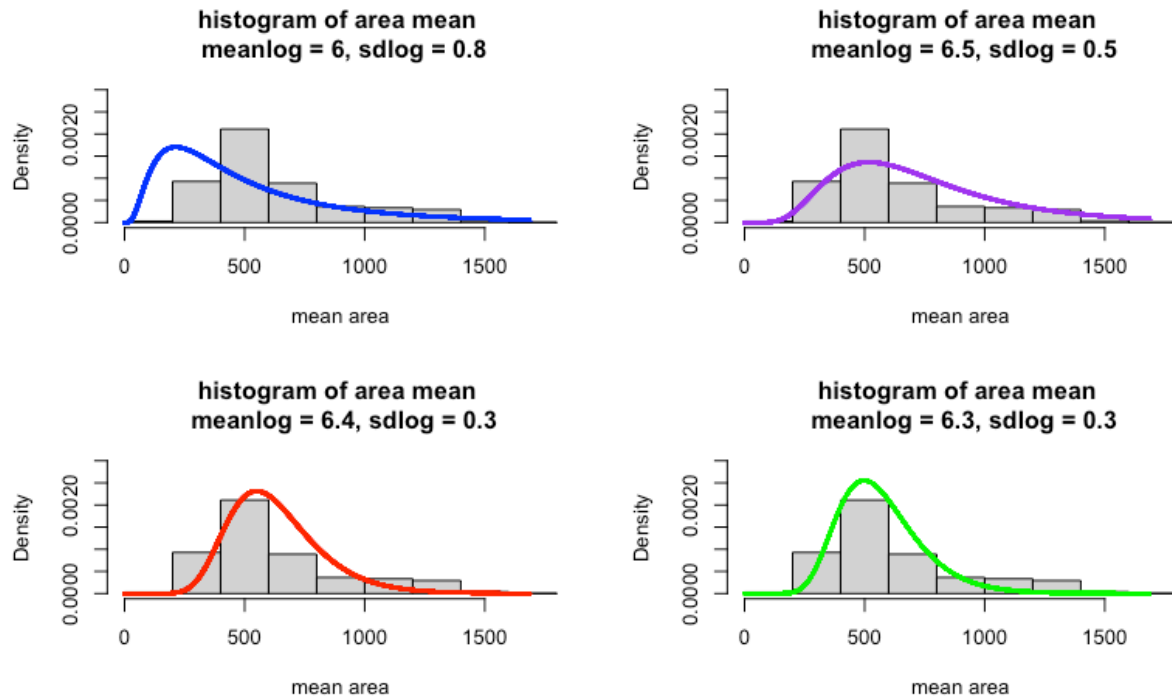 histogram of area mean
meanlog = 6, sdlog = 0.8
Density
0.0000 0.0020
0 500 1000 1500
mean area
histogram of area mean
meanlog = 6.5, sdlog = 0.5
Density
0.0000 0.0020
0 500 1000 1500
mean area
histogram of area mean
meanlog = 6.4, sdlog = 0.3
Density
0.0000 0.0020
0 500 1000 1500
mean area
histogram of area mean
meanlog = 6.3, sdlog = 0.3
Density
0.0000 0.0020
0 500 1000 1500
mean area